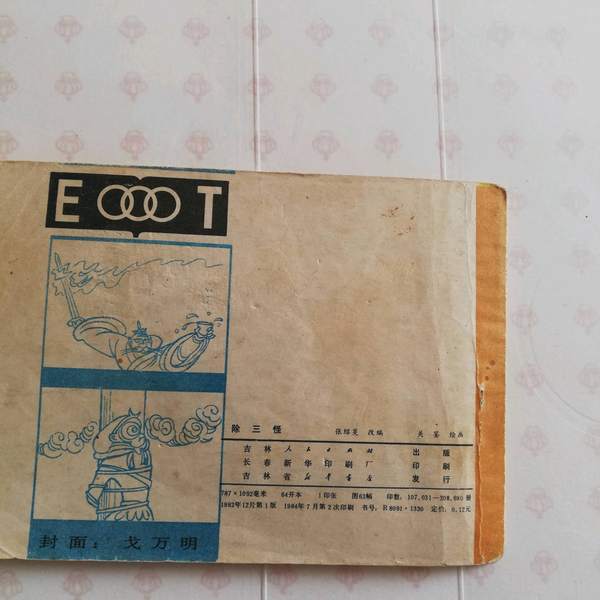 E T
除三怪 张绍芰 改编 关鉴 绘画
吉林人民出版社 出版
长春新华印刷厂 印刷
吉林省新华书店 发行
787×1092毫米 64开本 1印张 图63幅 印数:107,031—208,080册
1982年12月第1版 1984年7月第2次印刷 书号:R8091·1330 定价:0.12元
封面:戈万明